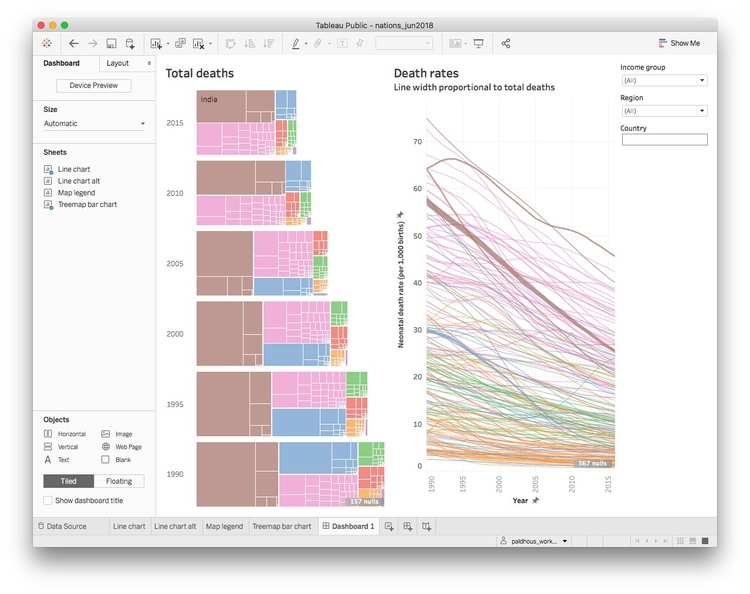 Tableau Public - nations_jun2018
Show Me
Dashboard
Layout
Device Preview
Size
Automatic
Sheets
Line chart
Line chart alt
Map legend
Treemap bar chart
Objects
Horizontal
Image
Vertical
Web Page
Text
Blank
Tiled
Floating
Show dashboard title
Total deaths
India
2015
2010
2005
2000
1995
1990
157 nulls
Death rates
Line width proportional to total deaths
Neonatal death rate (per 1,000 births)
70
60
50
40
30
20
10
0
567 nulls
1990
1995
2000
2005
2010
2015
Year
Income group
(All)
Region
(All)
Country
Data Source
Line chart
Line chart alt
Map legend
Treemap bar chart
Dashboard 1
paldhous_work...